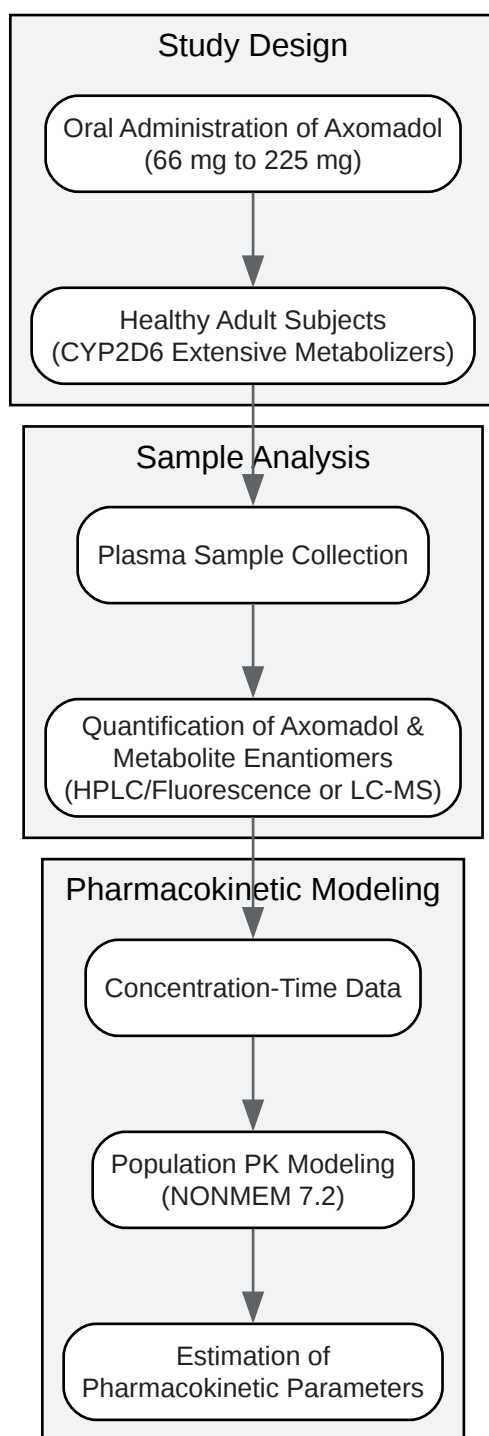 Study Design
Oral Administration of Axomadol
(66 mg to 225 mg)
Healthy Adult Subjects
(CYP2D6 Extensive Metabolizers)
Sample Analysis
Plasma Sample Collection
Quantification of Axomadol &
Metabolite Enantiomers
(HPLC/Fluorescence or LC-MS)
Pharmacokinetic Modeling
Concentration-Time Data
Population PK Modeling
(NONMEM 7.2)
Estimation of
Pharmacokinetic Parameters